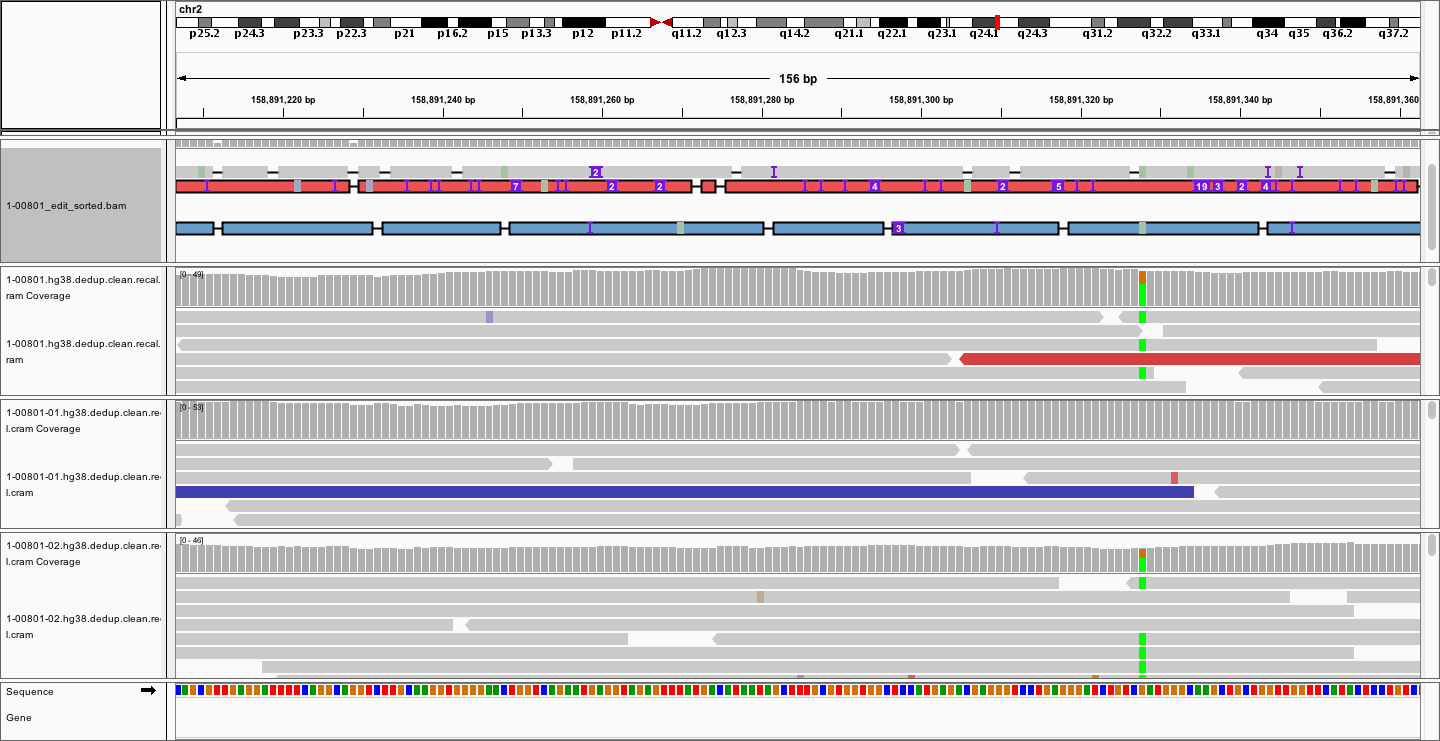 chr2
p25.2 p24.3 p23.3 p22.3 p21 p16.2 p15 p13.3 p12 p11.2 q11.2 q12.3 q14.2 q21.1 q22.1 q23.1 q24.1 q24.3 q31.2 q32.2 q33.1 q34 q35 q36.2 q37.2
156 bp
158,891,220 bp 158,891,240 bp 158,891,260 bp 158,891,280 bp 158,891,300 bp 158,891,320 bp 158,891,340 bp 158,891,360
2
7 2 2 4 2 5 19 3 2 4
1-00801_edit_sorted.bam
3
[0 - 49]
1-00801.hg38.dedup.clean.recal.
ram Coverage
1-00801.hg38.dedup.clean.recal.
ram
[0 - 53]
1-00801-01.hg38.dedup.clean.re
l.cram Coverage
1-00801-01.hg38.dedup.clean.re
l.cram
[0 - 46]
1-00801-02.hg38.dedup.clean.re
l.cram Coverage
1-00801-02.hg38.dedup.clean.re
l.cram
Sequence
Gene